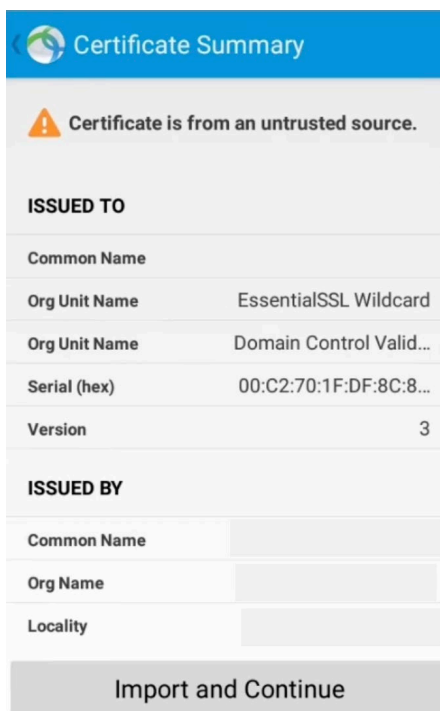 Certificate Summary
Certificate is from an untrusted source.
ISSUED TO
Common Name
Org Unit Name EssentialSSL Wildcard
Org Unit Name Domain Control Valid...
Serial (hex) 00:C2:70:1F:DF:8C:8...
Version 3
ISSUED BY
Common Name
Org Name
Locality
Import and Continue